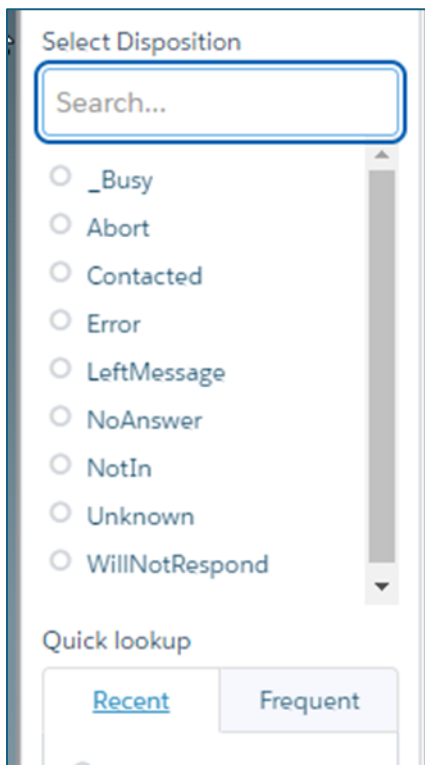 Select Disposition
Search...
_Busy
Abort
Contacted
Error
LeftMessage
NoAnswer
NotIn
Unknown
WillNotRespond
Quick lookup
Recent Frequent